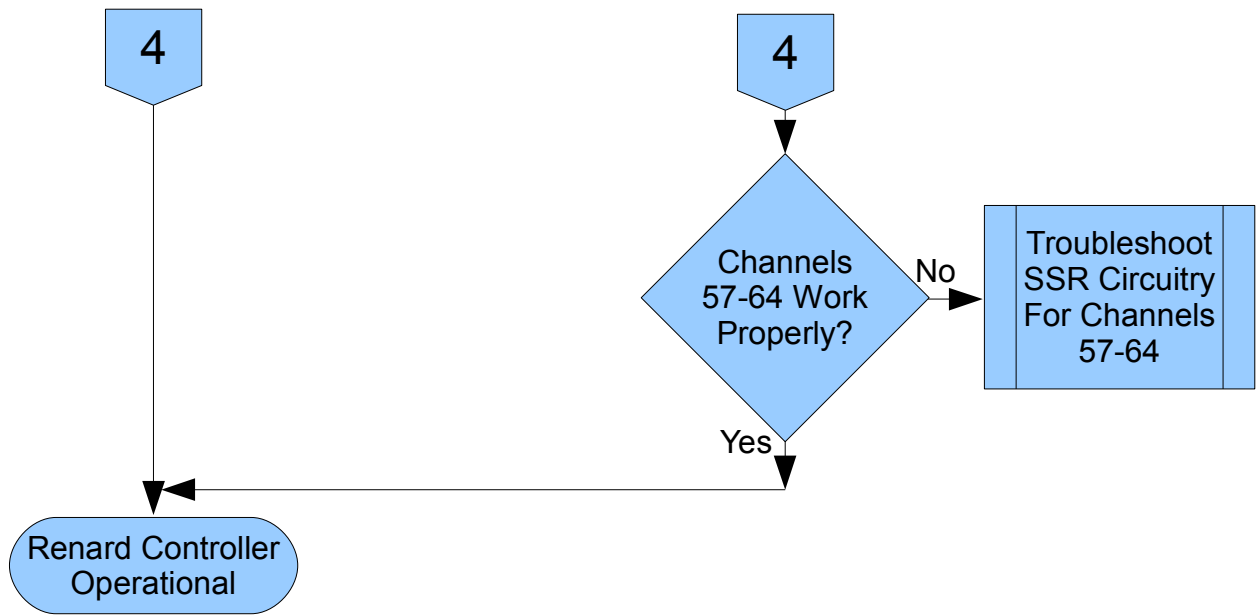 4
4
Channels
57-64 Work
Properly?
No
Troubleshoot
SSR Circuitry
For Channels
57-64
Yes
Renard Controller
Operational